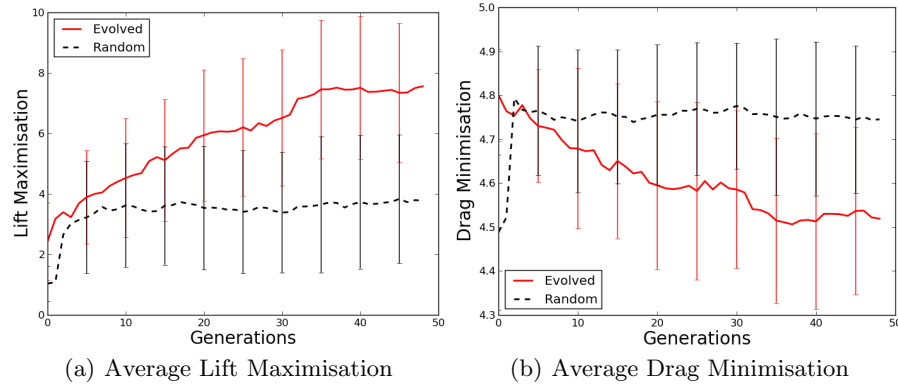 10
8
6
4
2
0
Lift Maximisation
Evolved
Random
0 10 20 30 40 50
Generations
(a) Average Lift Maximisation
5.0
4.9
4.8
4.7
4.6
4.5
4.4
4.3
Drag Minimisation
Evolved
Random
0 10 20 30 40 50
Generations
(b) Average Drag Minimisation